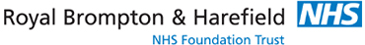 Royal Brompton & Harefield NHS
NHS Foundation Trust